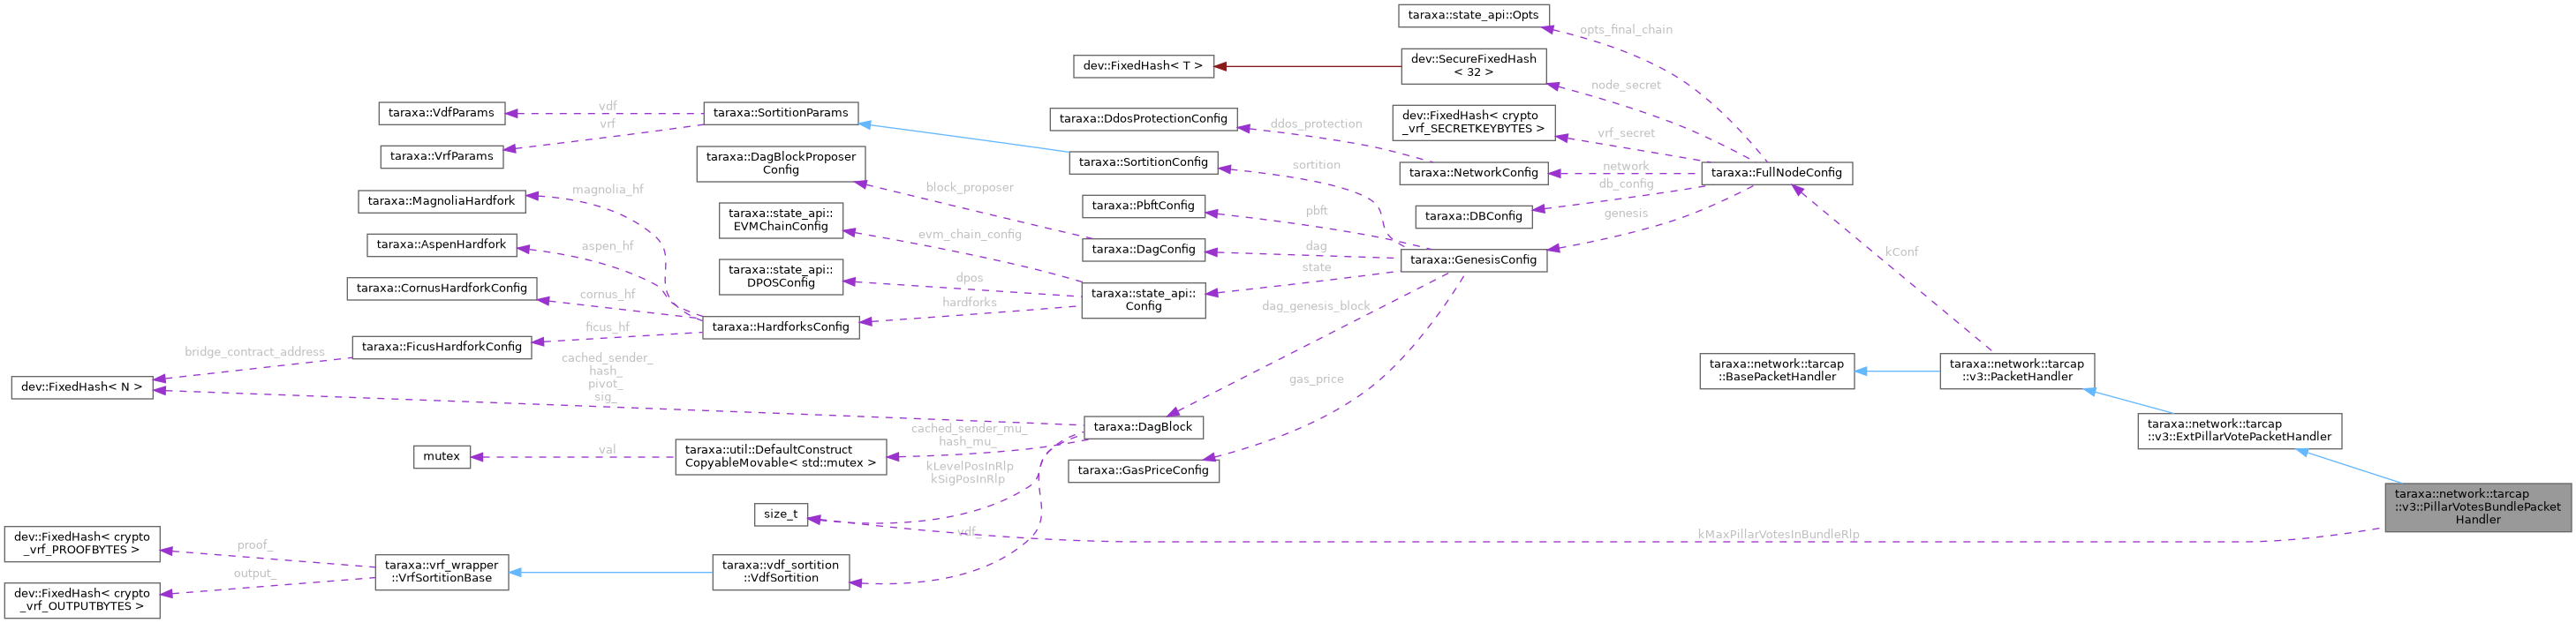 taraxa::state_api::Opts
opts_final_chain
dev::FixedHash< T >
dev::SecureFixedHash
< 32 >
node_secret
taraxa::VdfParams
vdf
taraxa::SortitionParams
vrf
taraxa::VrfParams
taraxa::DdosProtectionConfig
ddos_protection
dev::FixedHash< crypto
_vrf_SECRETKEYBYTES >
vrf_secret
taraxa::DagBlockProposer
Config
taraxa::SortitionConfig
sortition
taraxa::NetworkConfig
network
taraxa::FullNodeConfig
db_config
taraxa::MagnoliaHardfork
magnolia_hf
block_proposer
taraxa::PbftConfig
pbft
taraxa::DBConfig
genesis
taraxa::state_api::
EVMChainConfig
evm_chain_config
taraxa::AspenHardfork
aspen_hf
taraxa::DagConfig
dag
taraxa::GenesisConfig
kConf
state
taraxa::state_api::
DPOSConfig
dpos
taraxa::CornusHardforkConfig
cornus_hf
hardforks
taraxa::state_api::
Config
dag_genesis_block
taraxa::HardforksConfig
ficus_hf
taraxa::FicusHardforkConfig
bridge_contract_address
cached_sender_
hash_
pivot_
sig_
dev::FixedHash< N >
gas_price
taraxa::network::tarcap
::BasePacketHandler
taraxa::network::tarcap
::v3::PacketHandler
taraxa::DagBlock
cached_sender_mu_
hash_mu_
taraxa::network::tarcap
::v3::ExtPillarVotePacketHandler
mutex
val
taraxa::util::DefaultConstruct
CopyableMovable< std::mutex >
kLevelPosInRlp
kSigPosInRlp
taraxa::GasPriceConfig
taraxa::network::tarcap
::v3::PillarVotesBundlePacket
Handler
size_t
vdf_
kMaxPillarVotesInBundleRlp
dev::FixedHash< crypto
_vrf_PROOFBYTES >
proof_
taraxa::vrf_wrapper
::VrfSortitionBase
taraxa::vdf_sortition
::VdfSortition
output_
dev::FixedHash< crypto
_vrf_OUTPUTBYTES >